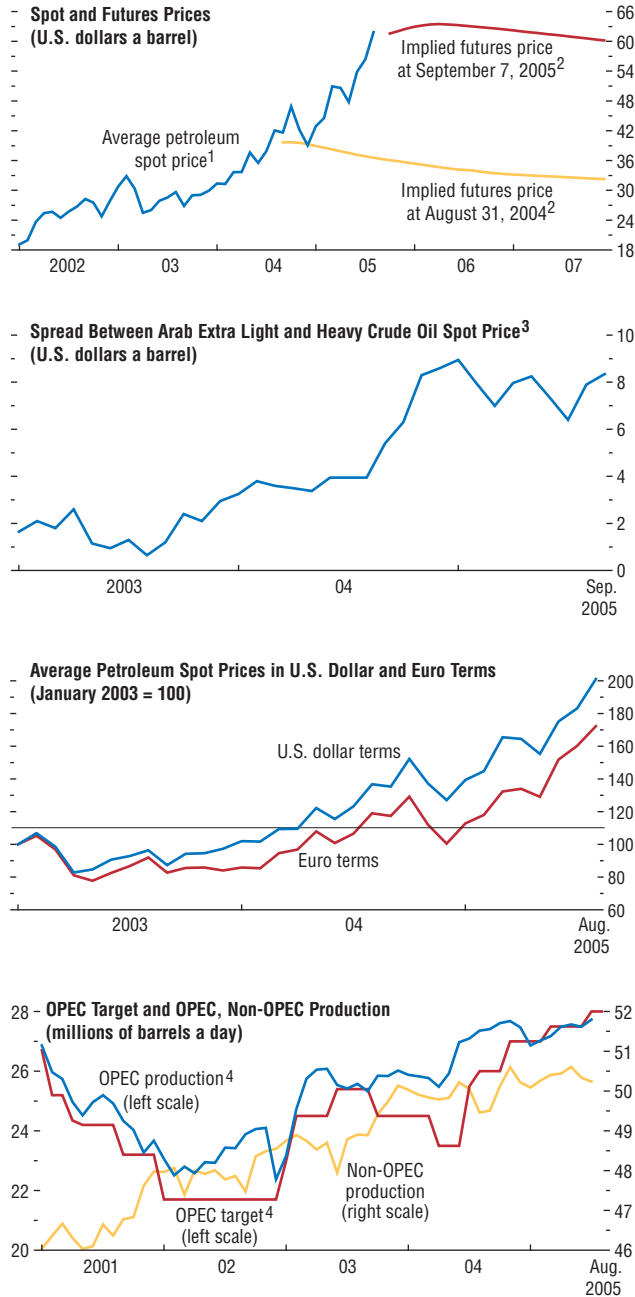 Spot and Futures Prices
(U.S. dollars a barrel)
66
60
54
48
42
36
30
24
18
Implied futures price
at September 7, 2005²
Average petroleum
spot price¹
Implied futures price
at August 31, 2004²
2002
03
04
05
06
07
Spread Between Arab Extra Light and Heavy Crude Oil Spot Price³
(U.S. dollars a barrel)
10
8
6
4
2
0
2003
04
Sep.
2005
Average Petroleum Spot Prices in U.S. Dollar and Euro Terms
(January 2003 = 100)
200
180
160
140
120
100
80
60
U.S. dollar terms
Euro terms
2003
04
Aug.
2005
OPEC Target and OPEC, Non-OPEC Production
(millions of barrels a day)
28
26
24
22
20
52
51
50
49
48
47
46
OPEC production⁴
(left scale)
Non-OPEC
production
(right scale)
OPEC target⁴
(left scale)
2001
02
03
04
Aug.
2005